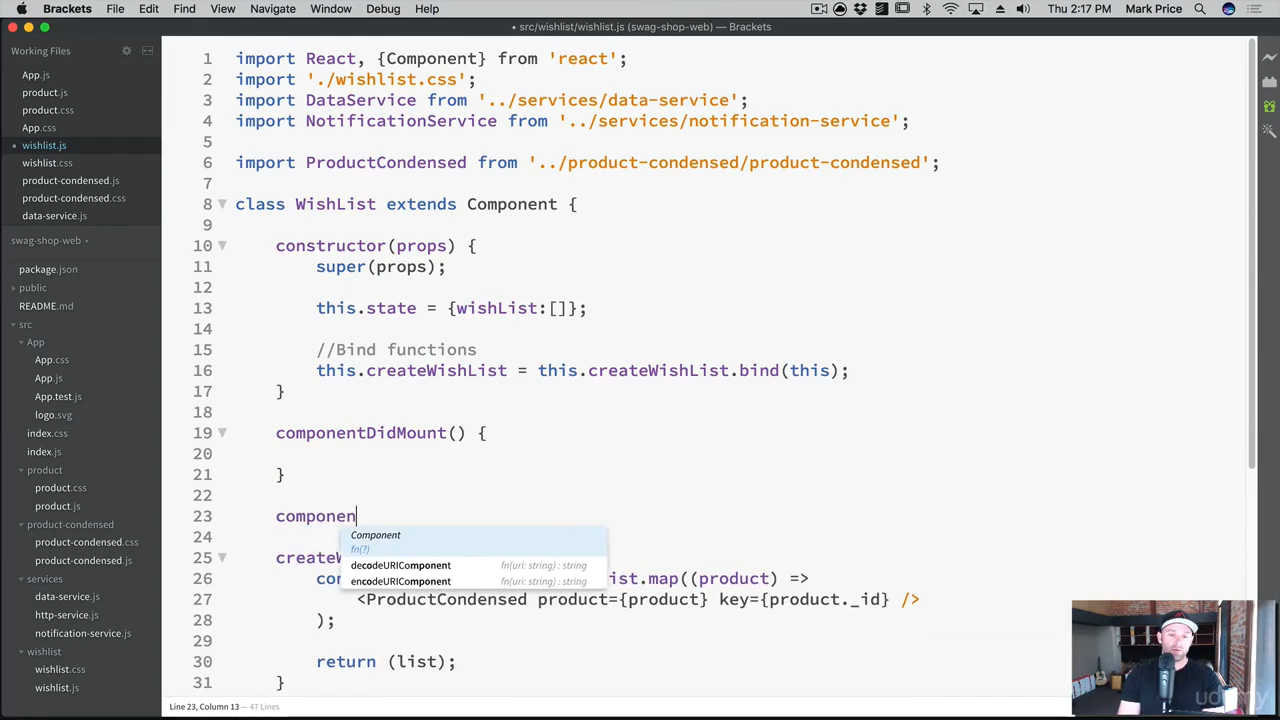 Brackets File Edit Find View Navigate Window Debug Help Thu 2:17 PM Mark Price
• src/wishlist/wishlist.js (swag-shop-web) — Brackets
Working Files
App.js
product.js
product.css
App.css
wishlist.js
wishlist.css
product-condensed.js
product-condensed.css
data-service.js
swag-shop-web
package.json
public
README.md
src
App
App.css
App.js
App.test.js
logo.svg
index.css
index.js
product
product.css
product.js
product-condensed
product-condensed.css
product-condensed.js
services
data-service.js
http-service.js
notification-service.js
wishlist
wishlist.css
wishlist.js
1 import React, {Component} from 'react';
2 import './wishlist.css';
3 import DataService from '../services/data-service';
4 import NotificationService from '../services/notification-service';
5
6 import ProductCondensed from '../product-condensed/product-condensed';
7
8 class WishList extends Component {
9
10 constructor(props) {
11 super(props);
12
13 this.state = {wishList:[]};
14
15 //Bind functions
16 this.createWishList = this.createWishList.bind(this);
17 }
18
19 componentDidMount() {
20
21 }
22
23 componen
24
Component
fn(?)
decodeURIComponent fn(uri: string) : string
encodeURIComponent fn(uri: string) : string
25 createW
26 con ist.map((product) =>
27 <ProductCondensed product={product} key={product._id} />
28 );
29
30 return (list);
31 }
Line 23, Column 13 — 47 Lines
udemy